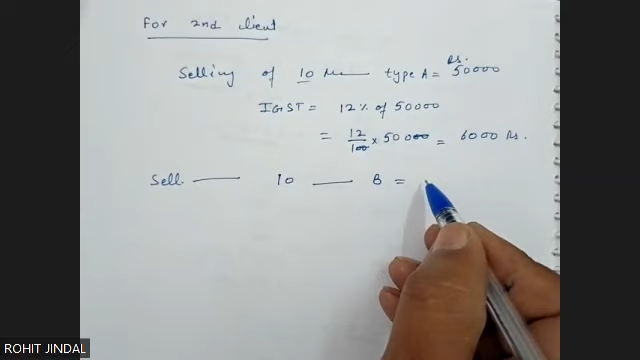 For 2nd client
Rs.
Selling of 10 type A = 50000
IGST = 12% of 50000
= 12/100 × 50000 = 6000 Rs.
Sell —— 10 —— B =
ROHIT JINDAL